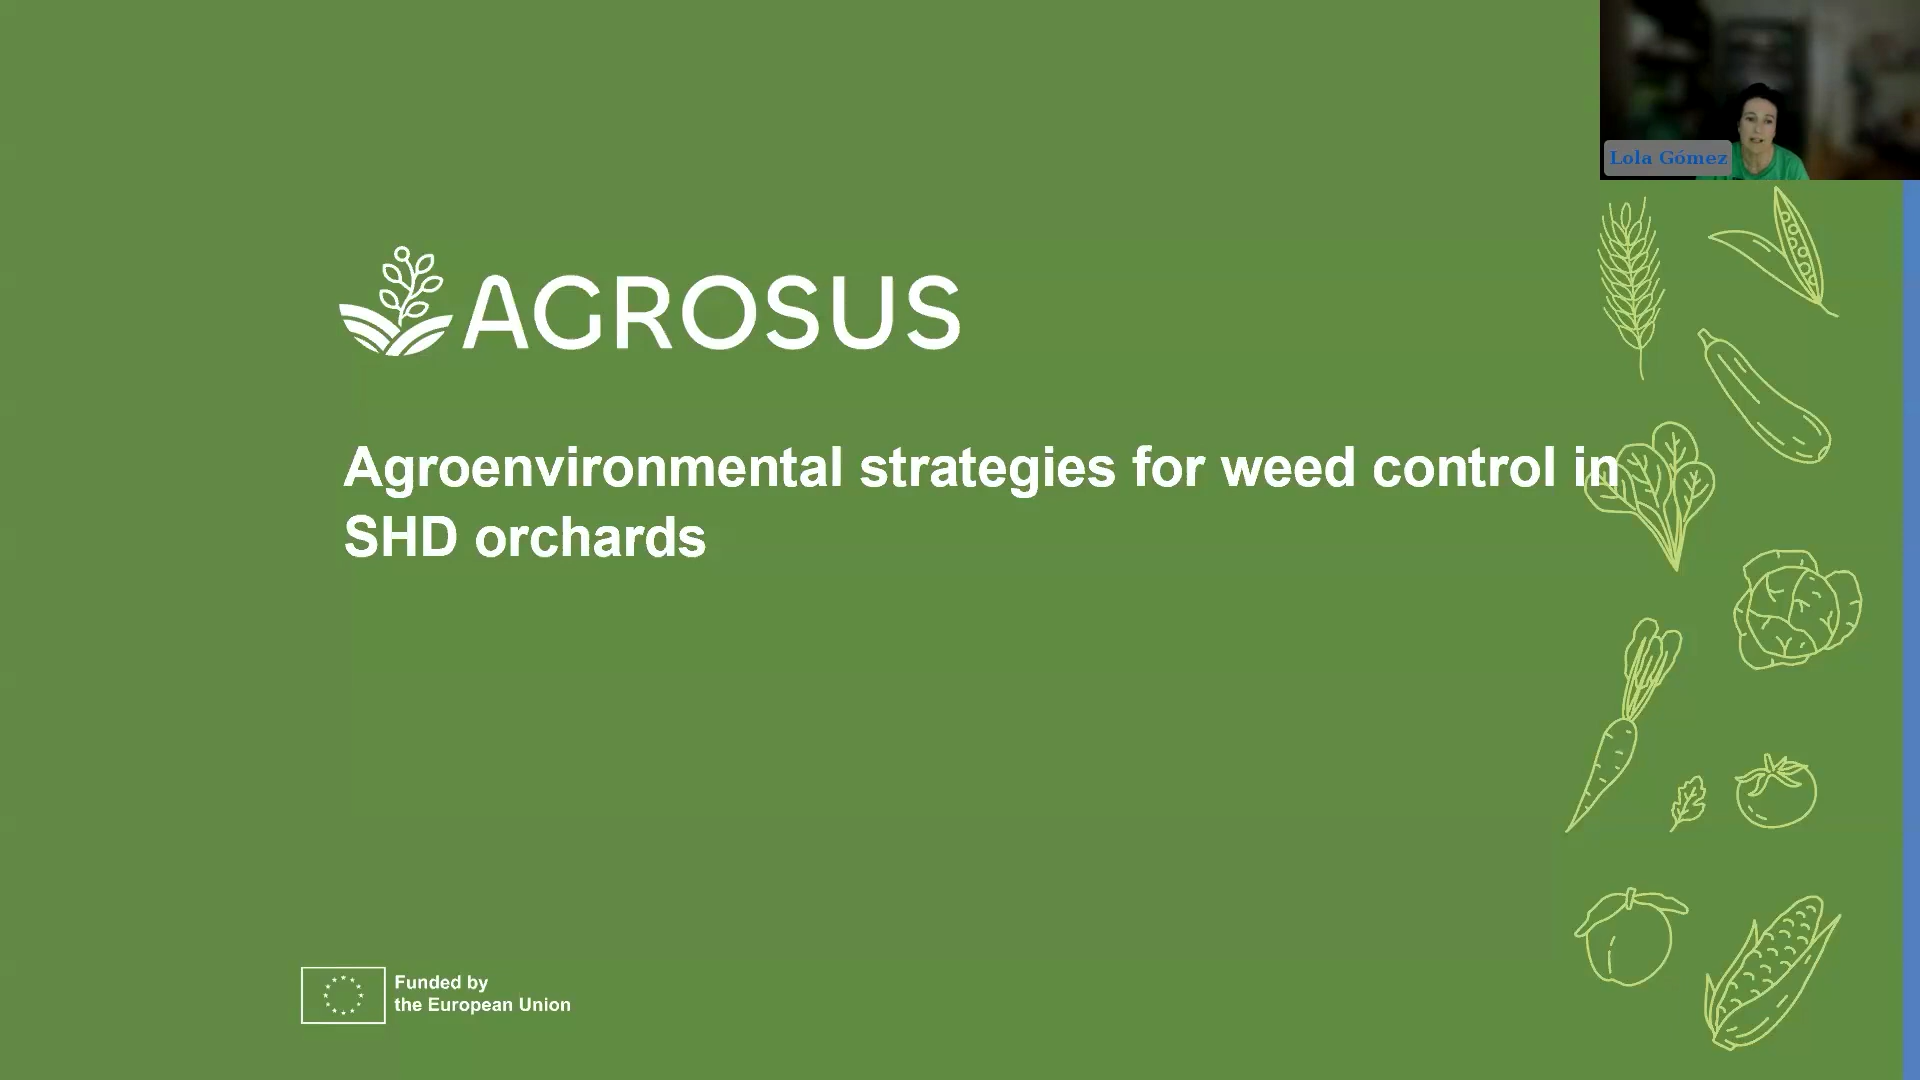 Lola Gómez
AGROSUS
Agroenvironmental strategies for weed control in
SHD orchards
Funded by
the European Union